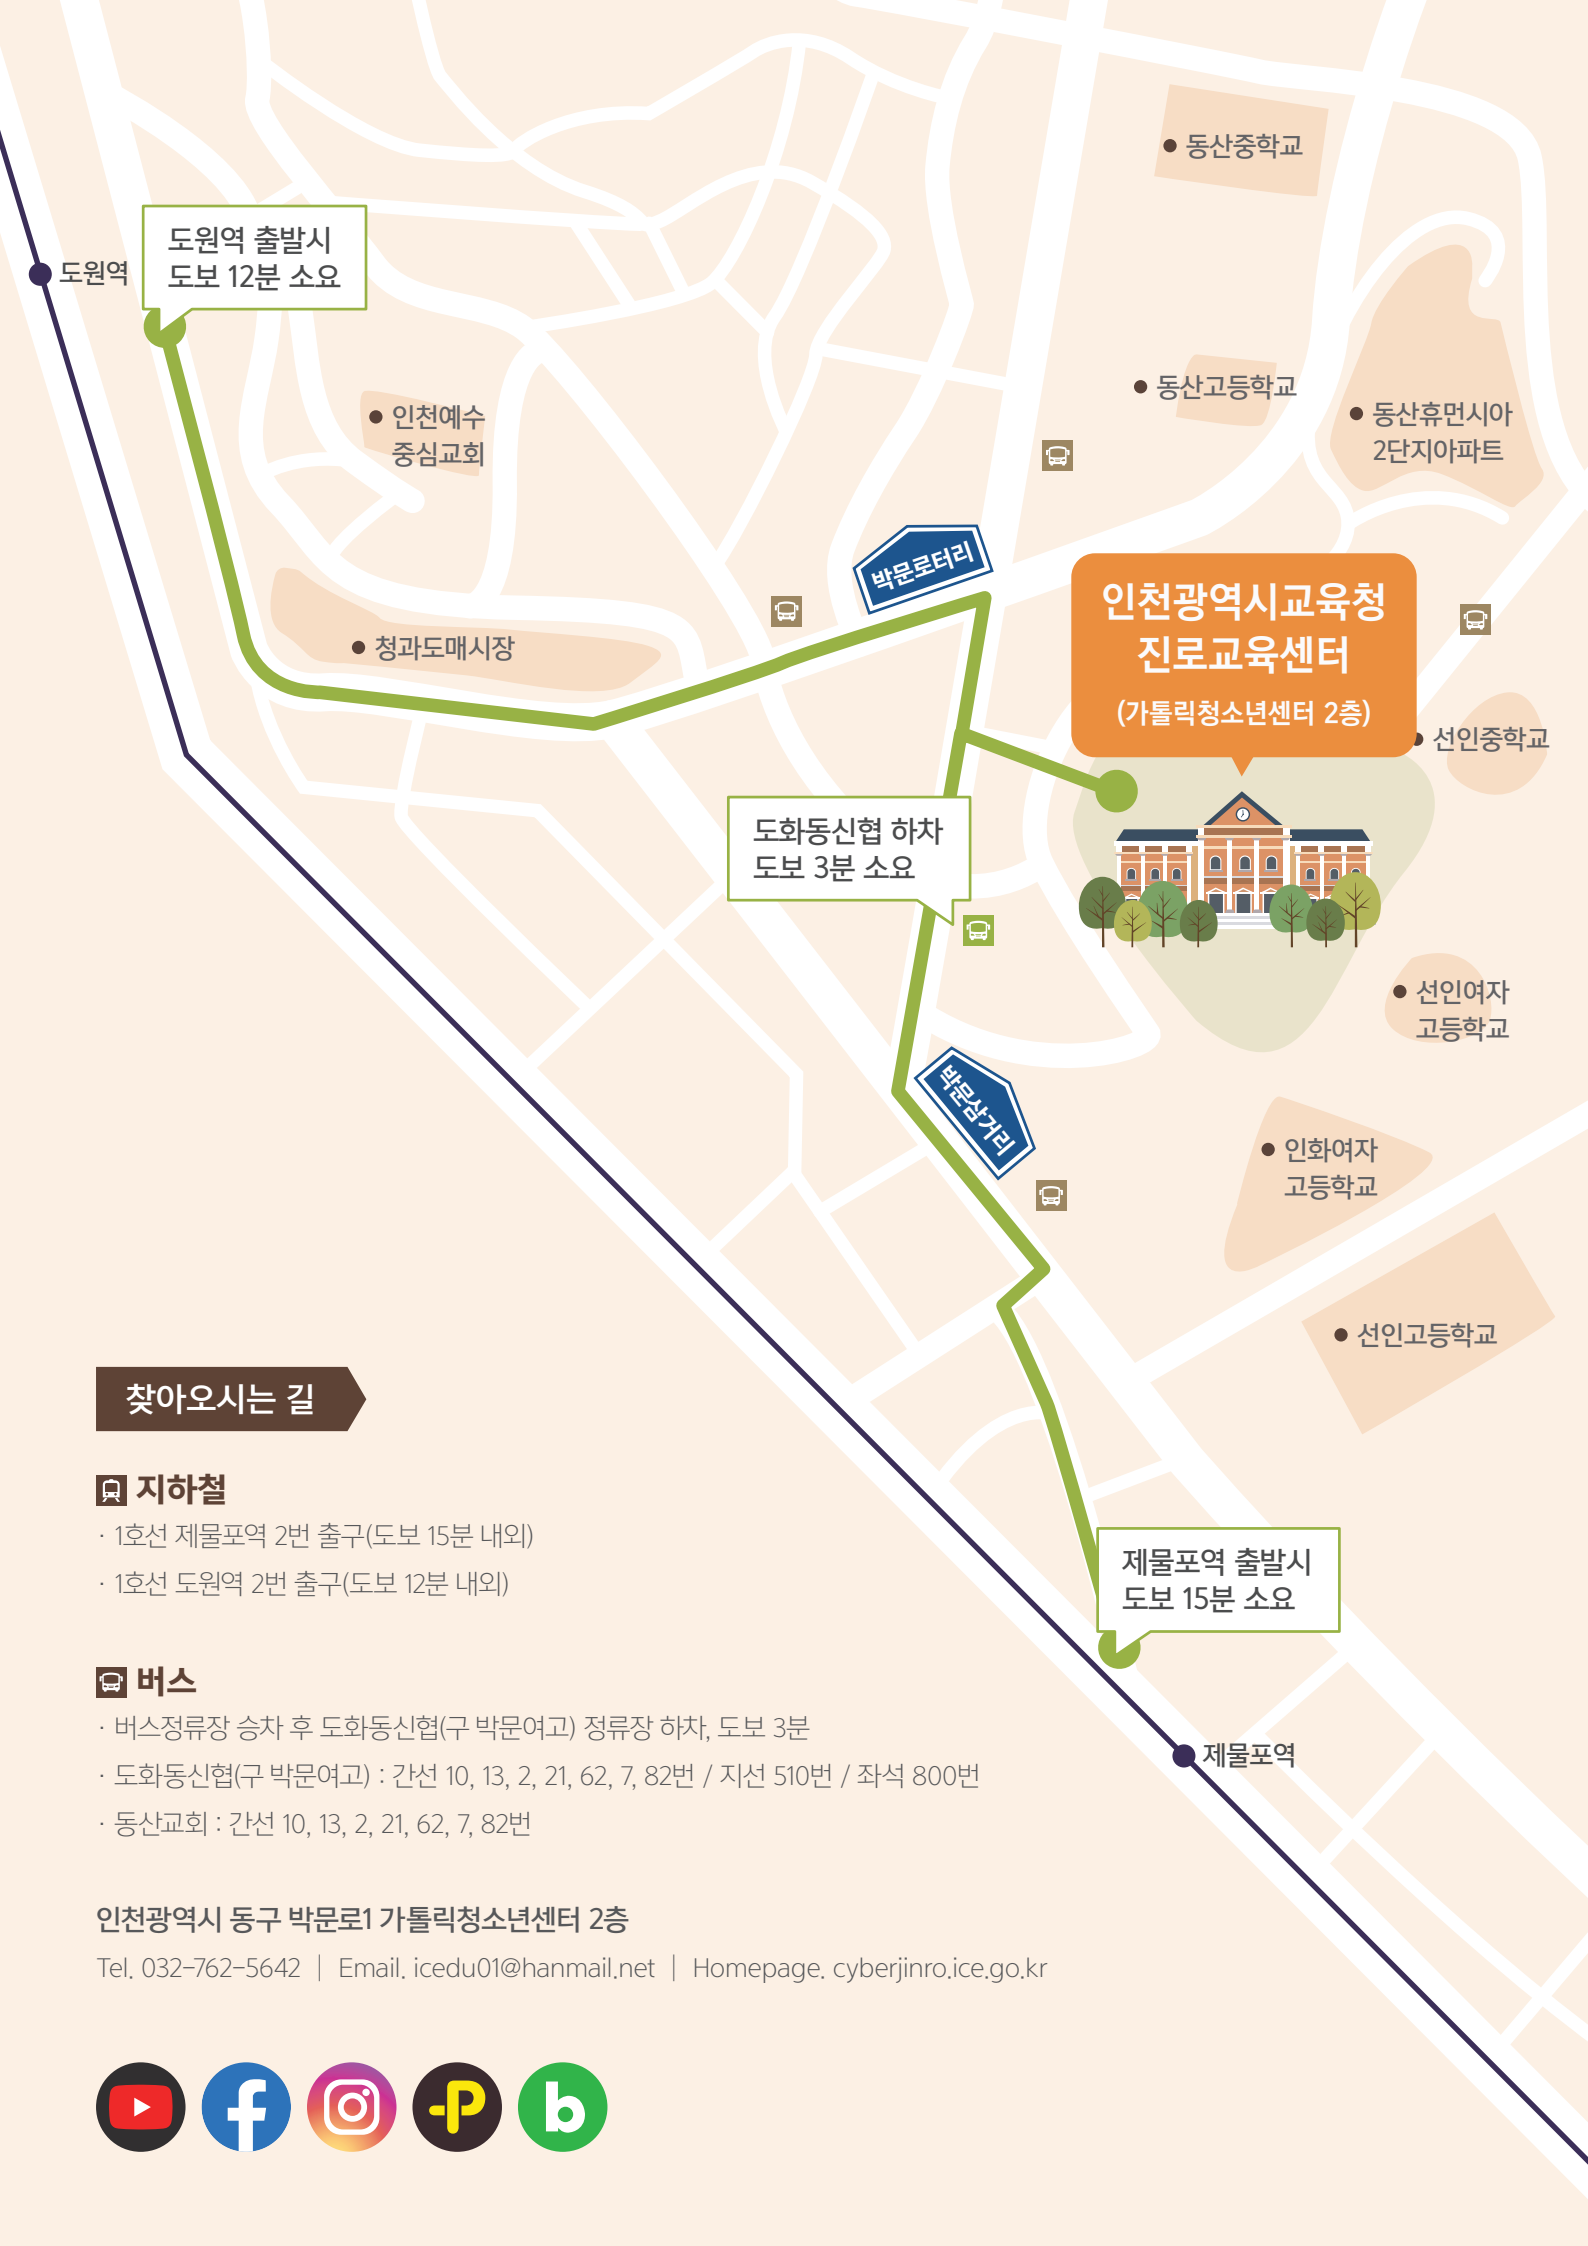 동산중학교
도원역 출발시
도보 12분 소요
도원역
인천예수
중심교회
동산고등학교
동산휴먼시아
2단지아파트
박문로터리
인천광역시교육청
진로교육센터
(가톨릭청소년센터 2층)
청과도매시장
선인중학교
도화동신협 하차
도보 3분 소요
선인여자
고등학교
박문삼거리
인화여자
고등학교
선인고등학교
찾아오시는 길
지하철
· 1호선 제물포역 2번 출구(도보 15분 내외)
· 1호선 도원역 2번 출구(도보 12분 내외)
제물포역 출발시
도보 15분 소요
버스
· 버스정류장 승차 후 도화동신협(구 박문여고) 정류장 하차, 도보 3분
· 도화동신협(구 박문여고) : 간선 10, 13, 2, 21, 62, 7, 82번 / 지선 510번 / 좌석 800번
· 동산교회 : 간선 10, 13, 2, 21, 62, 7, 82번
제물포역
인천광역시 동구 박문로1 가톨릭청소년센터 2층
Tel. 032-762-5642 | Email. icedu01@hanmail.net | Homepage. cyberjinro.ice.go.kr